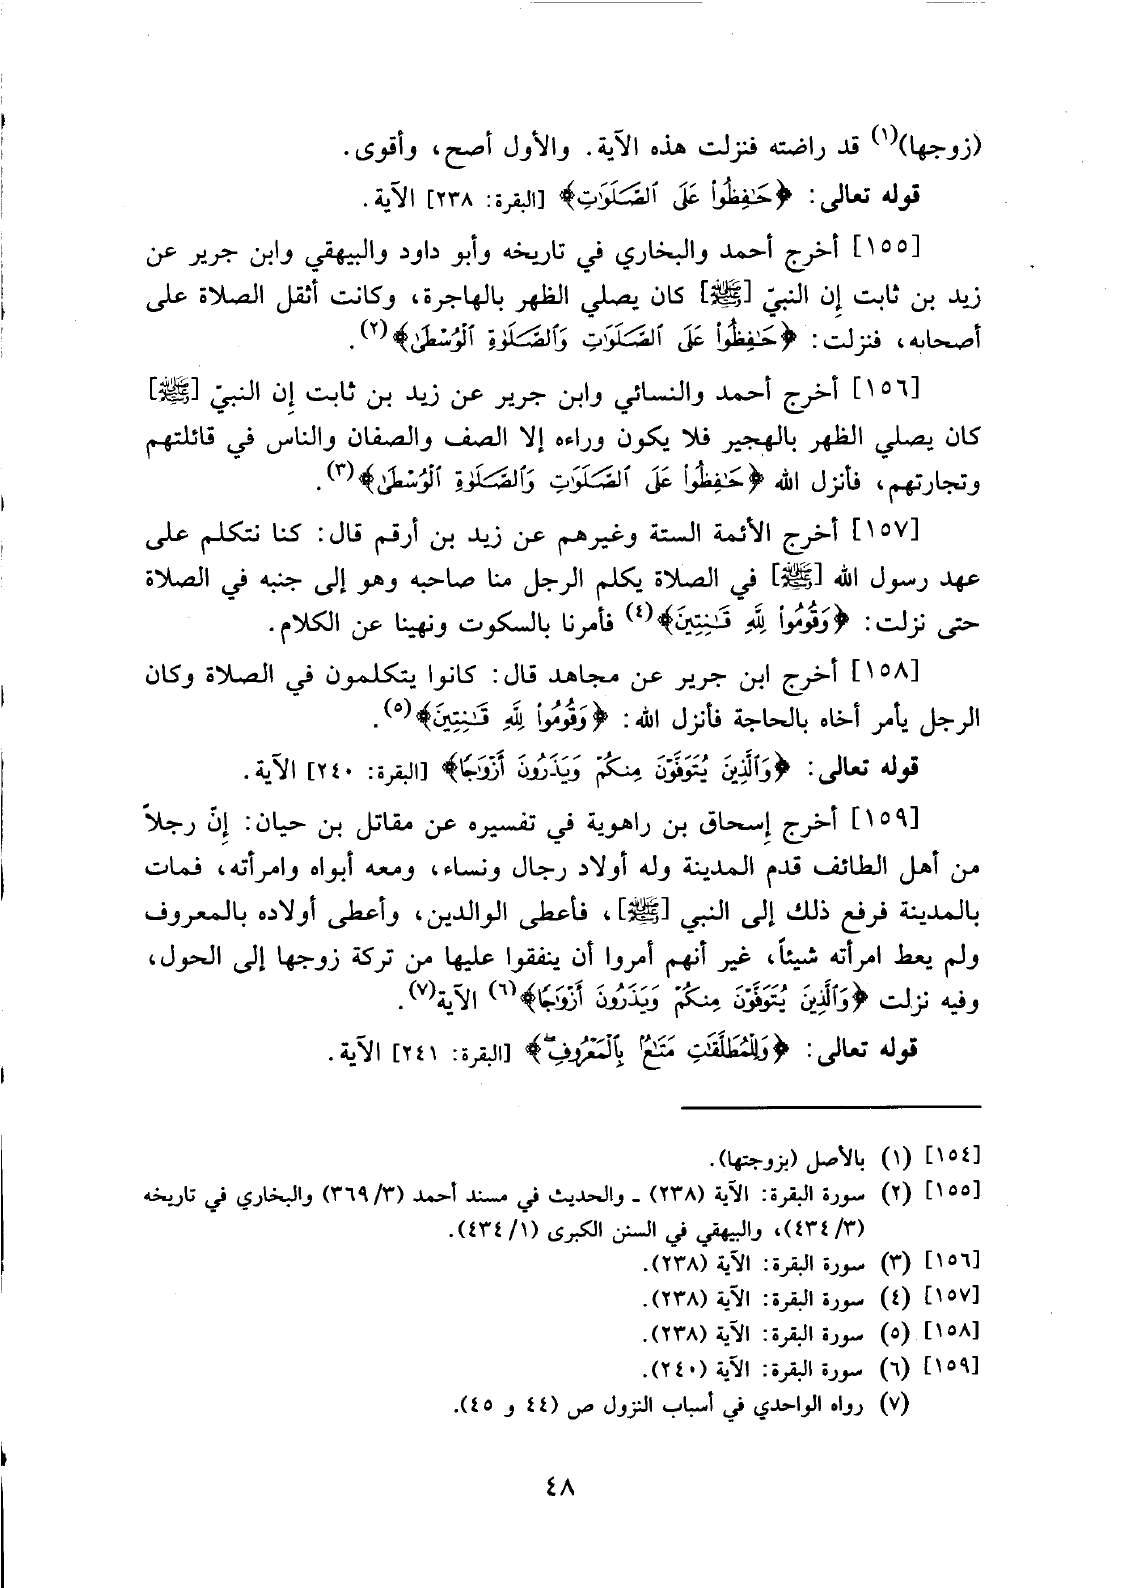 (زوجها)(١) قد راضته فنزلت هذه الآية. والأول أصح، وأقوى.
قوله تعالى: ﴿حَٰفِظُوا۟ عَلَى ٱلصَّلَوَٰتِ﴾ [البقرة: ٢٣٨] الآية.
[١٥٥] أخرج أحمد والبخاري في تاريخه وأبو داود والبيهقي وابن جرير عن
زيد بن ثابت إن النبيّ [ﷺ] كان يصلي الظهر بالهاجرة، وكانت أثقل الصلاة على
أصحابه، فنزلت: ﴿حَٰفِظُوا۟ عَلَى ٱلصَّلَوَٰتِ وَٱلصَّلَوٰةِ ٱلْوُسْطَىٰ﴾(٢).
[١٥٦] أخرج أحمد والنسائي وابن جرير عن زيد بن ثابت إن النبيّ [ﷺ]
كان يصلي الظهر بالهجير فلا يكون وراءه إلا الصف والصفان والناس في قائلتهم
وتجارتهم، فأنزل الله ﴿حَٰفِظُوا۟ عَلَى ٱلصَّلَوَٰتِ وَٱلصَّلَوٰةِ ٱلْوُسْطَىٰ﴾(٣).
[١٥٧] أخرج الأئمة الستة وغيرهم عن زيد بن أرقم قال: كنا نتكلم على
عهد رسول الله [ﷺ] في الصلاة يكلم الرجل منا صاحبه وهو إلى جنبه في الصلاة
حتى نزلت: ﴿وَقُومُوا۟ لِلَّهِ قَٰنِتِينَ﴾(٤) فأمرنا بالسكوت ونهينا عن الكلام.
[١٥٨] أخرج ابن جرير عن مجاهد قال: كانوا يتكلمون في الصلاة وكان
الرجل يأمر أخاه بالحاجة فأنزل الله: ﴿وَقُومُوا۟ لِلَّهِ قَٰنِتِينَ﴾(٥).
قوله تعالى: ﴿وَٱلَّذِينَ يُتَوَفَّوْنَ مِنكُمْ وَيَذَرُونَ أَزْوَٰجًا﴾ [البقرة: ٢٤٠] الآية.
[١٥٩] أخرج إسحاق بن راهوية في تفسيره عن مقاتل بن حيان: إنّ رجلاً
من أهل الطائف قدم المدينة وله أولاد رجال ونساء، ومعه أبواه وامرأته، فمات
بالمدينة فرفع ذلك إلى النبي [ﷺ]، فأعطى الوالدين، وأعطى أولاده بالمعروف
ولم يعط امرأته شيئاً، غير أنهم أمروا أن ينفقوا عليها من تركة زوجها إلى الحول،
وفيه نزلت ﴿وَٱلَّذِينَ يُتَوَفَّوْنَ مِنكُمْ وَيَذَرُونَ أَزْوَٰجًا﴾(٦) الآية(٧).
قوله تعالى: ﴿وَلِلْمُطَلَّقَٰتِ مَتَٰعٌۢ بِٱلْمَعْرُوفِ ۖ﴾ [البقرة: ٢٤١] الآية.
[١٥٤] (١) بالأصل (بزوجتها).
[١٥٥] (٢) سورة البقرة: الآية (٢٣٨) ـ والحديث في مسند أحمد (٣/ ٣٦٩) والبخاري في تاريخه
(٣/ ٤٣٤)، والبيهقي في السنن الكبرى (١/ ٤٣٤).
[١٥٦] (٣) سورة البقرة: الآية (٢٣٨).
[١٥٧] (٤) سورة البقرة: الآية (٢٣٨).
[١٥٨] (٥) سورة البقرة: الآية (٢٣٨).
[١٥٩] (٦) سورة البقرة: الآية (٢٤٠).
(٧) رواه الواحدي في أسباب النزول ص (٤٤ و ٤٥).
٤٨